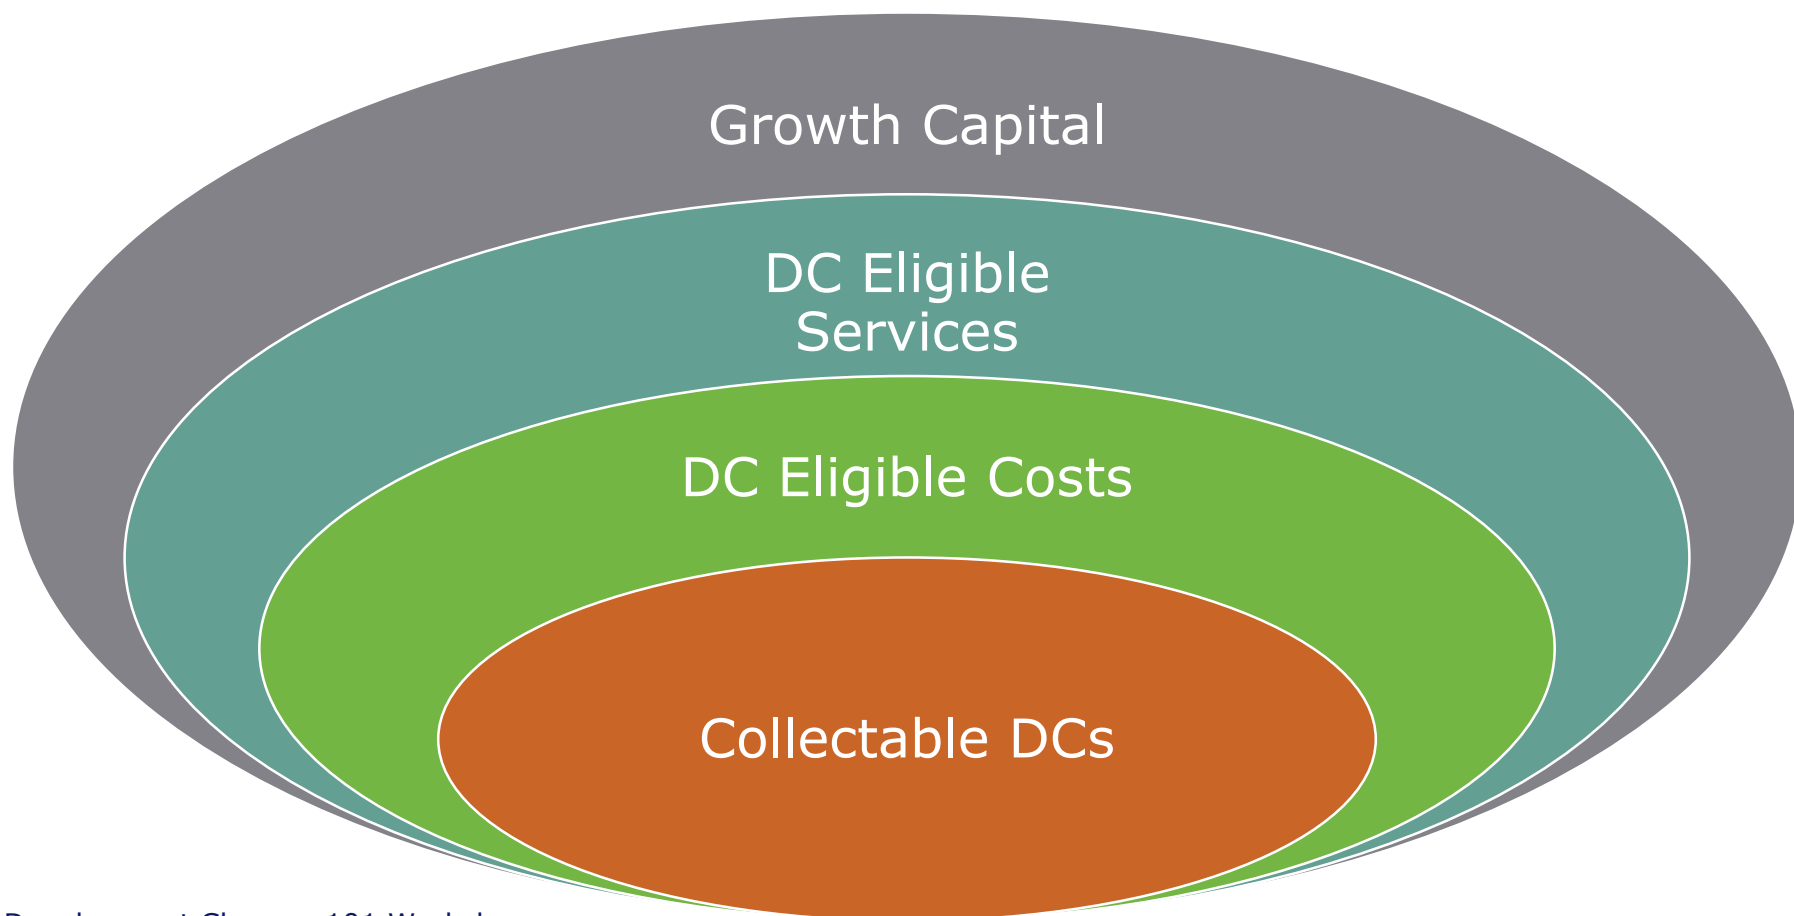 Growth Capital
DC Eligible
Services
DC Eligible Costs
Collectable DCs